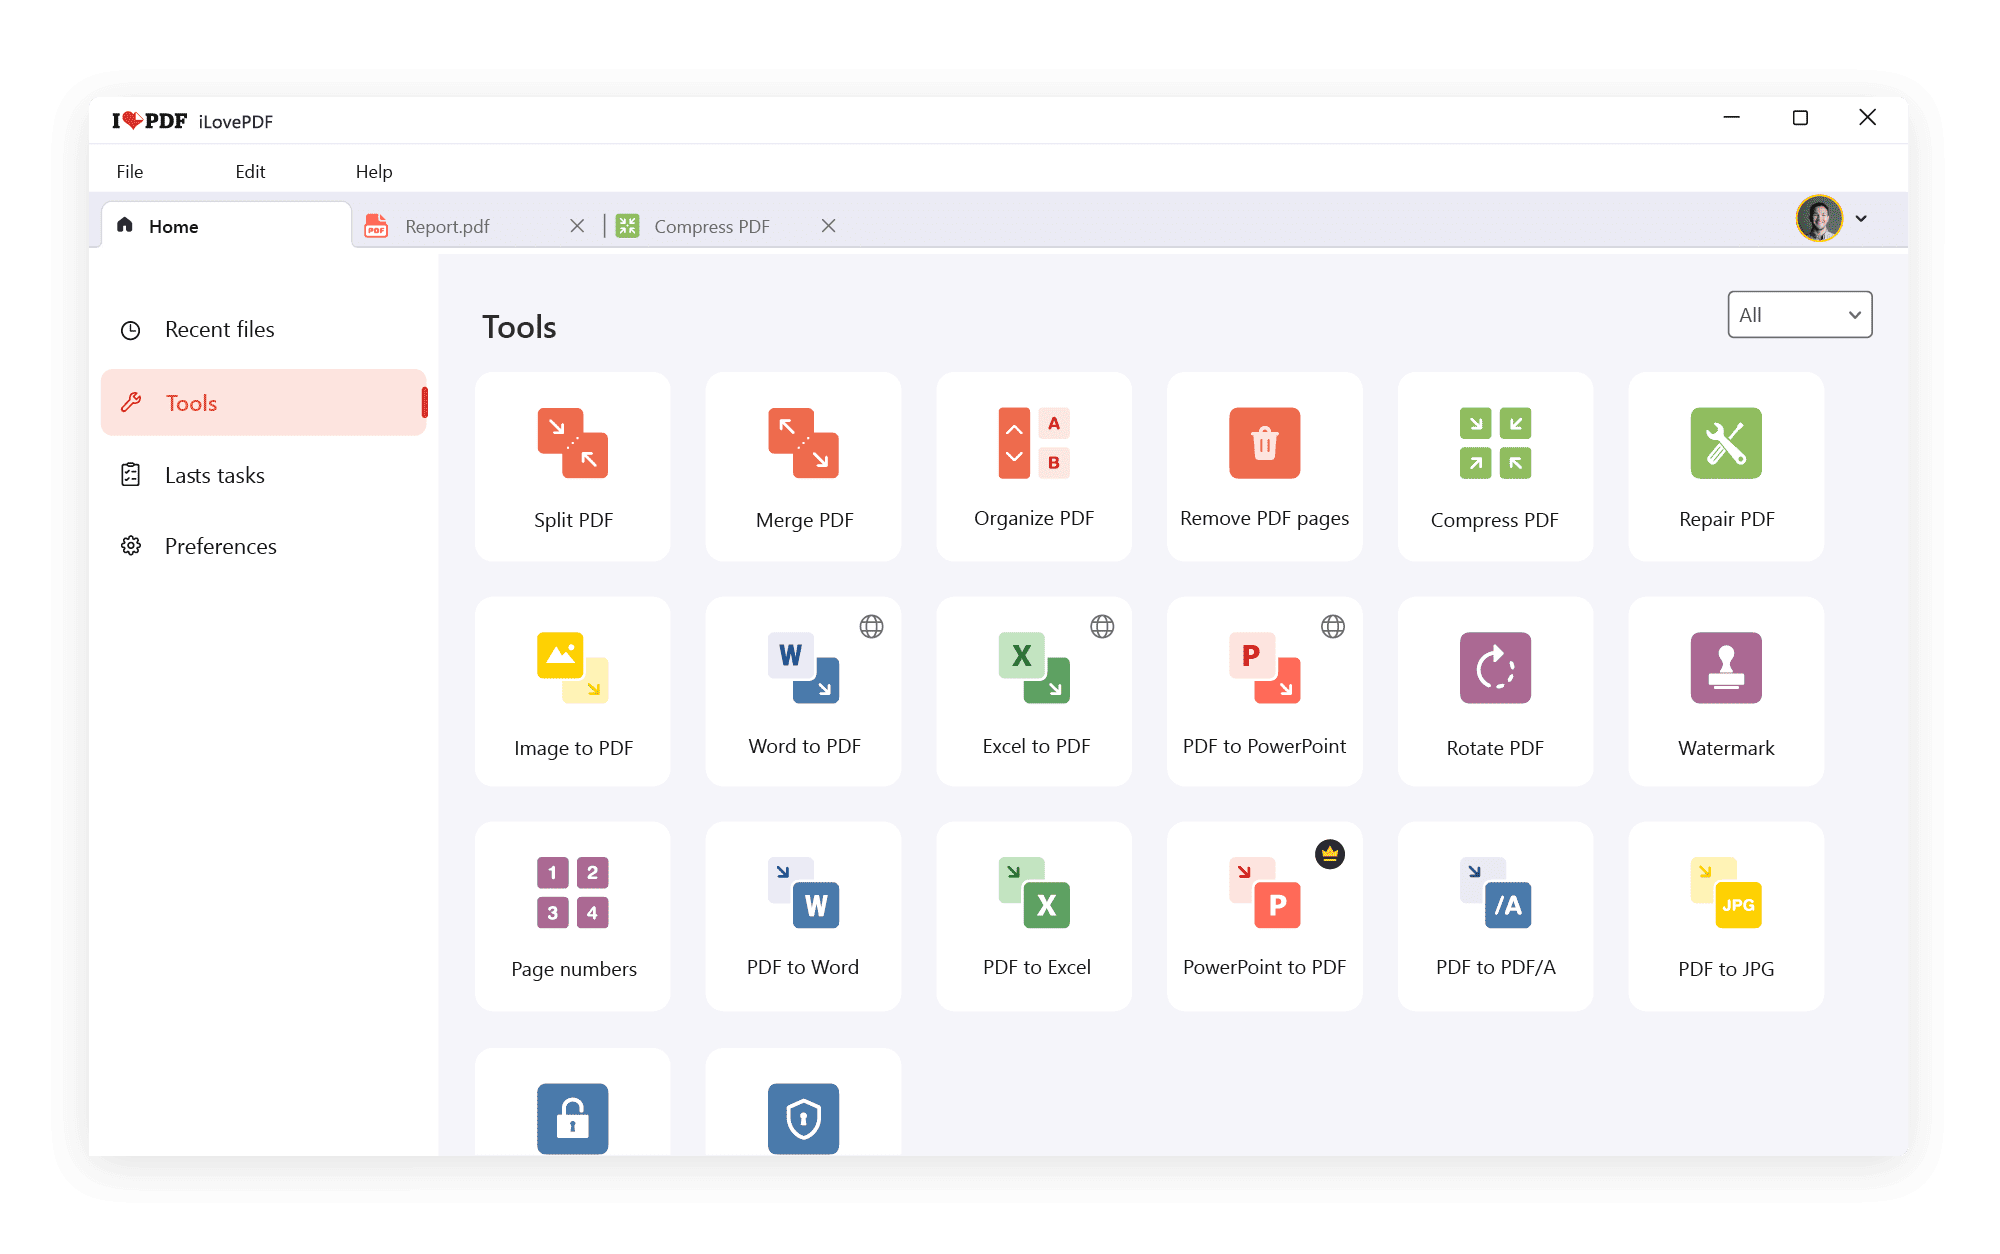 I PDF iLovePDF
File Edit Help
Home Report.pdf Compress PDF
Recent files
Tools
Lasts tasks
Preferences
Tools
All
A
B
Split PDF Merge PDF Organize PDF Remove PDF pages Compress PDF Repair PDF
W X P
Image to PDF Word to PDF Excel to PDF PDF to PowerPoint Rotate PDF Watermark
1 2
3 4
W X P /A JPG
Page numbers PDF to Word PDF to Excel PowerPoint to PDF PDF to PDF/A PDF to JPG